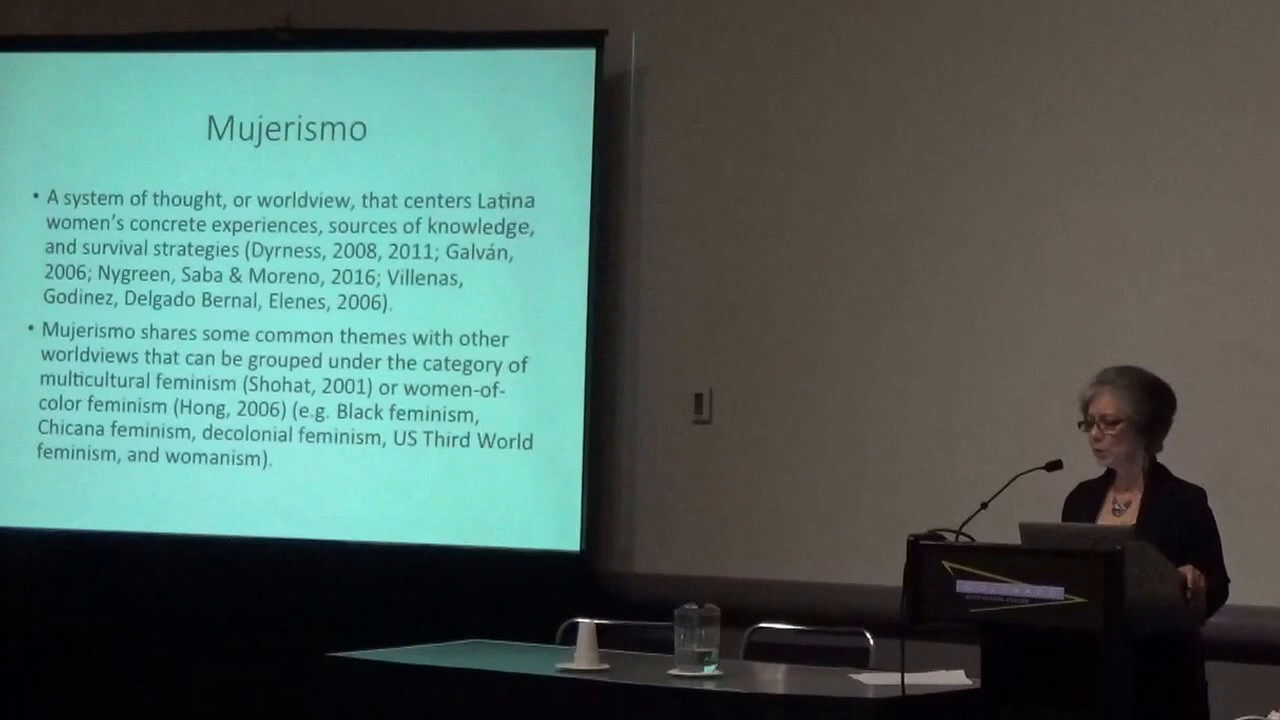 Mujerismo
• A system of thought, or worldview, that centers Latina
women's concrete experiences, sources of knowledge,
and survival strategies (Dyrness, 2008, 2011; Galván,
2006; Nygreen, Saba & Moreno, 2016; Villenas,
Godinez, Delgado Bernal, Elenes, 2006).
• Mujerismo shares some common themes with other
worldviews that can be grouped under the category of
multicultural feminism (Shohat, 2001) or women-of-
color feminism (Hong, 2006) (e.g. Black feminism,
Chicana feminism, decolonial feminism, US Third World
feminism, and womanism).